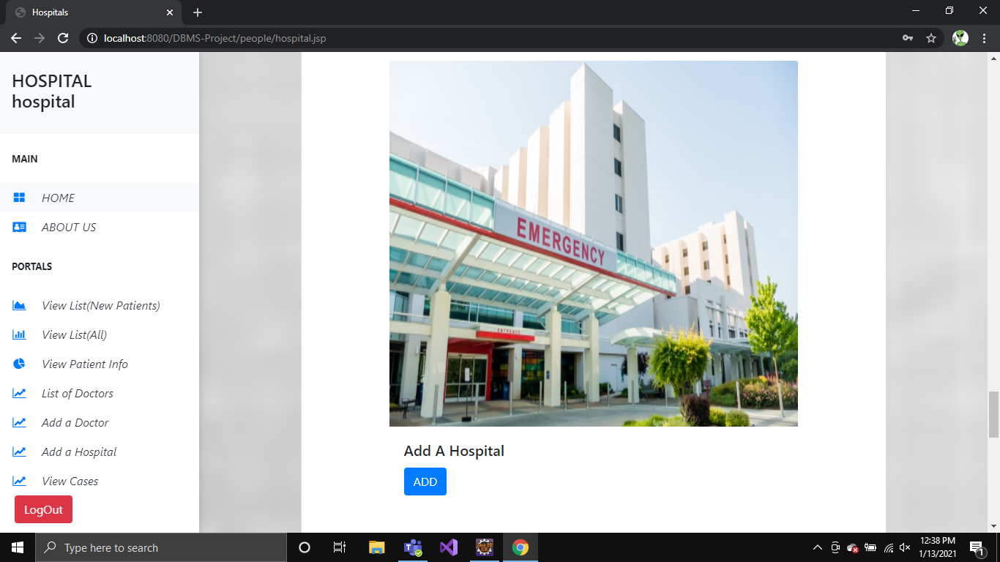 Hospitals
localhost:8080/DBMS-Project/people/hospital.jsp
HOSPITAL
hospital
MAIN
HOME
ABOUT US
PORTALS
View List(New Patients)
View List(All)
View Patient Info
List of Doctors
Add a Doctor
Add a Hospital
View Cases
LogOut
EMERGENCY
ENTRANCE
Add A Hospital
ADD
Type here to search
12:38 PM
1/13/2021
1